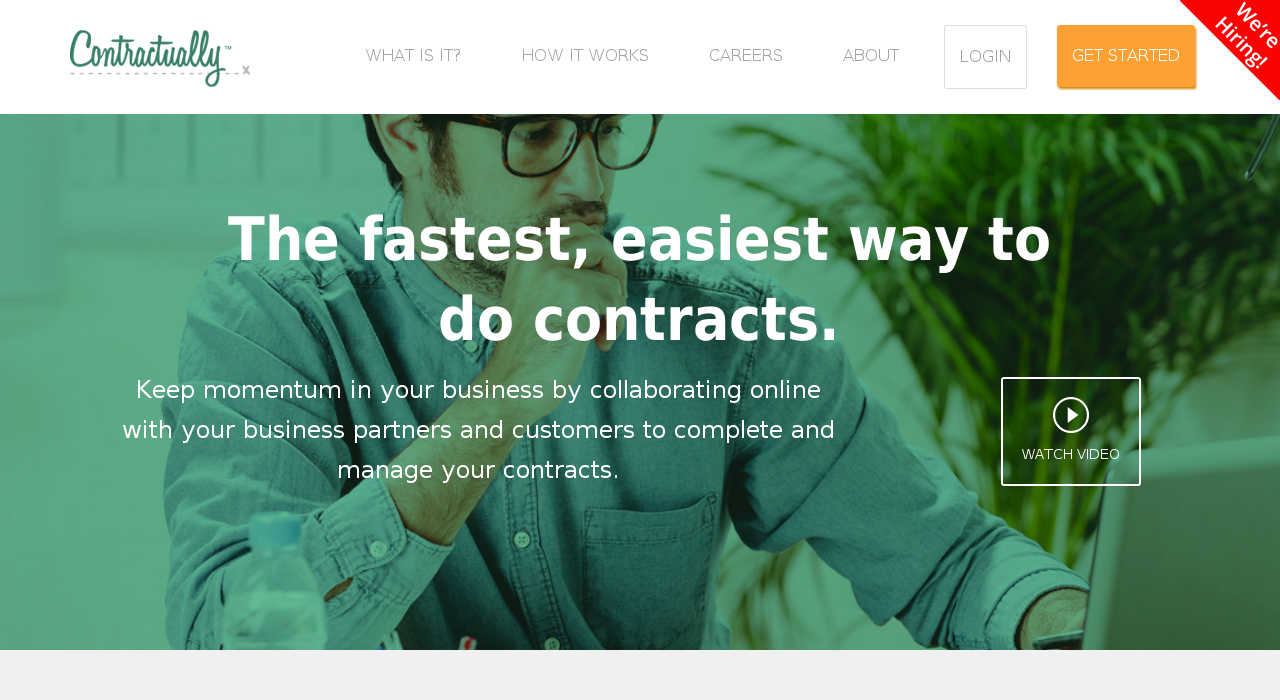 Contractually™
WHAT IS IT?
HOW IT WORKS
CAREERS
ABOUT
LOGIN
GET STARTED
We're
Hiring!
The fastest, easiest way to
do contracts.
Keep momentum in your business by collaborating online
with your business partners and customers to complete and
manage your contracts.
WATCH VIDEO